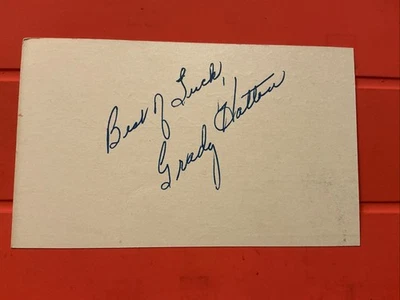 Best of Luck,
Grady Hatton